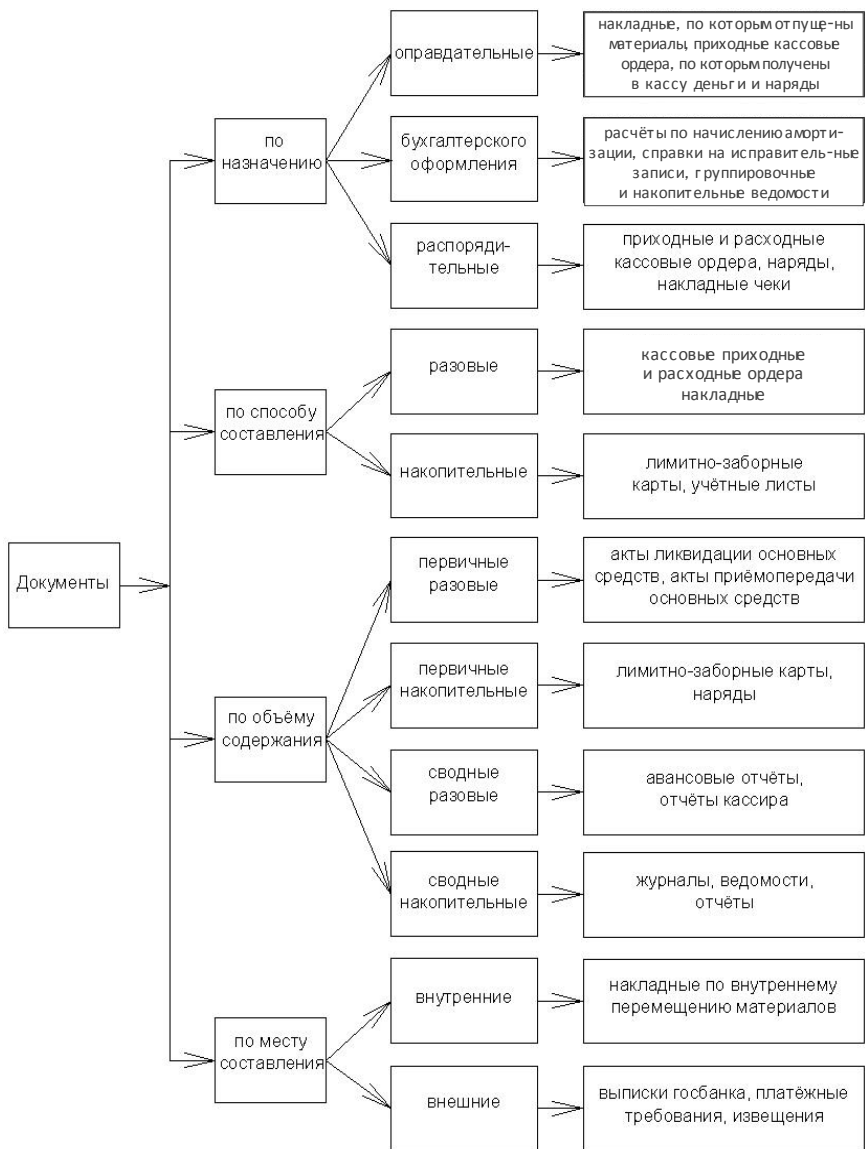 Документы
по
назначению
оправдательные
накладные, по которым отпуще-ны
материалы, приходные кассовые
ордера, по которым получены
в кассу деньги и наряды
бухгалтерского
оформления
расчёты по начислению аморти-
зации, справки на исправитель-ные
записи, группировочные
и накопительные ведомости
распоряди-
тельные
приходные и расходные
кассовые ордера, наряды,
накладные чеки
по способу
составления
разовые
кассовые приходные
и расходные ордера
накладные
накопительные
лимитно-заборные
карты, учётные листы
по объёму
содержания
первичные
разовые
акты ликвидации основных
средств, акты приёмопередачи
основных средств
первичные
накопительные
лимитно-заборные карты,
наряды
сводные
разовые
авансовые отчёты,
отчёты кассира
сводные
накопительные
журналы, ведомости,
отчёты
по месту
составления
внутренние
накладные по внутреннему
перемещению материалов
внешние
выписки госбанка, платёжные
требования, извещения